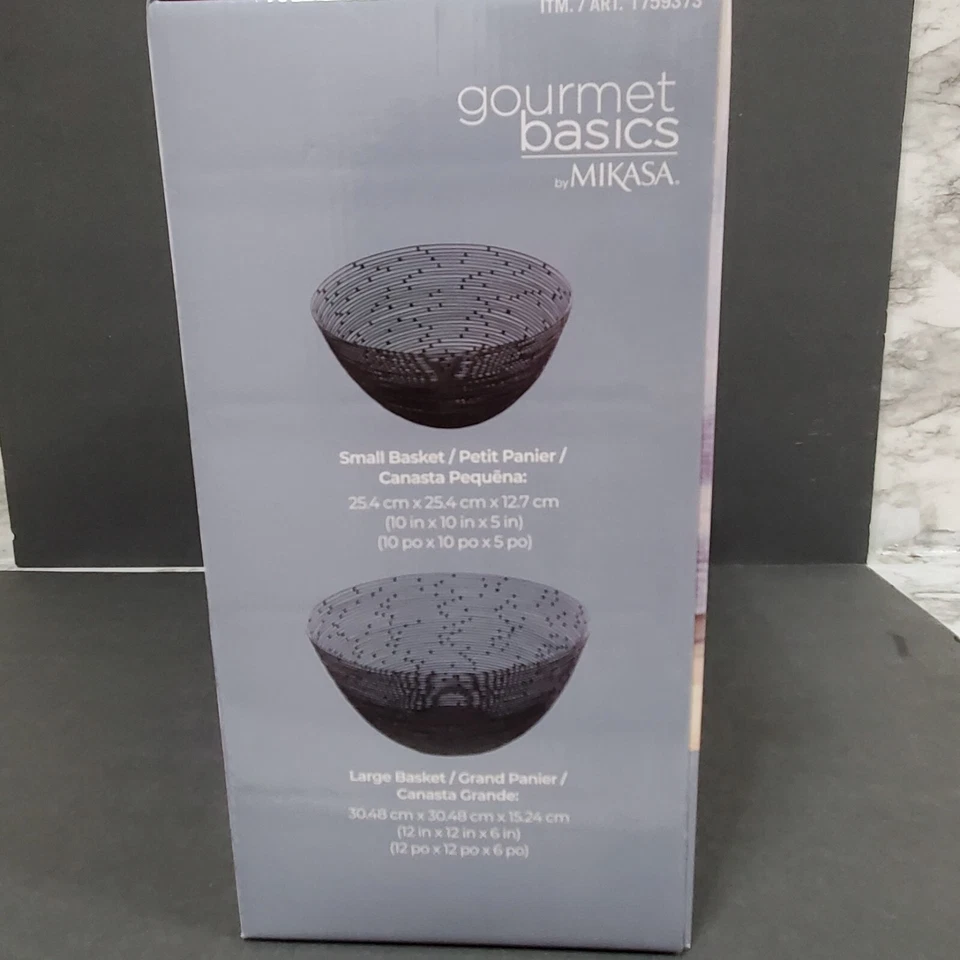 ITM. / ART. 1759373
gourmet
basics
by MIKASA®
Small Basket / Petit Panier /
Canasta Pequēna:
25.4 cm x 25.4 cm x 12.7 cm
(10 in x 10 in x 5 in)
(10 po x 10 po x 5 po)
Large Basket / Grand Panier /
Canasta Grande:
30.48 cm x 30.48 cm x 15.24 cm
(12 in x 12 in x 6 in)
(12 po x 12 po x 6 po)